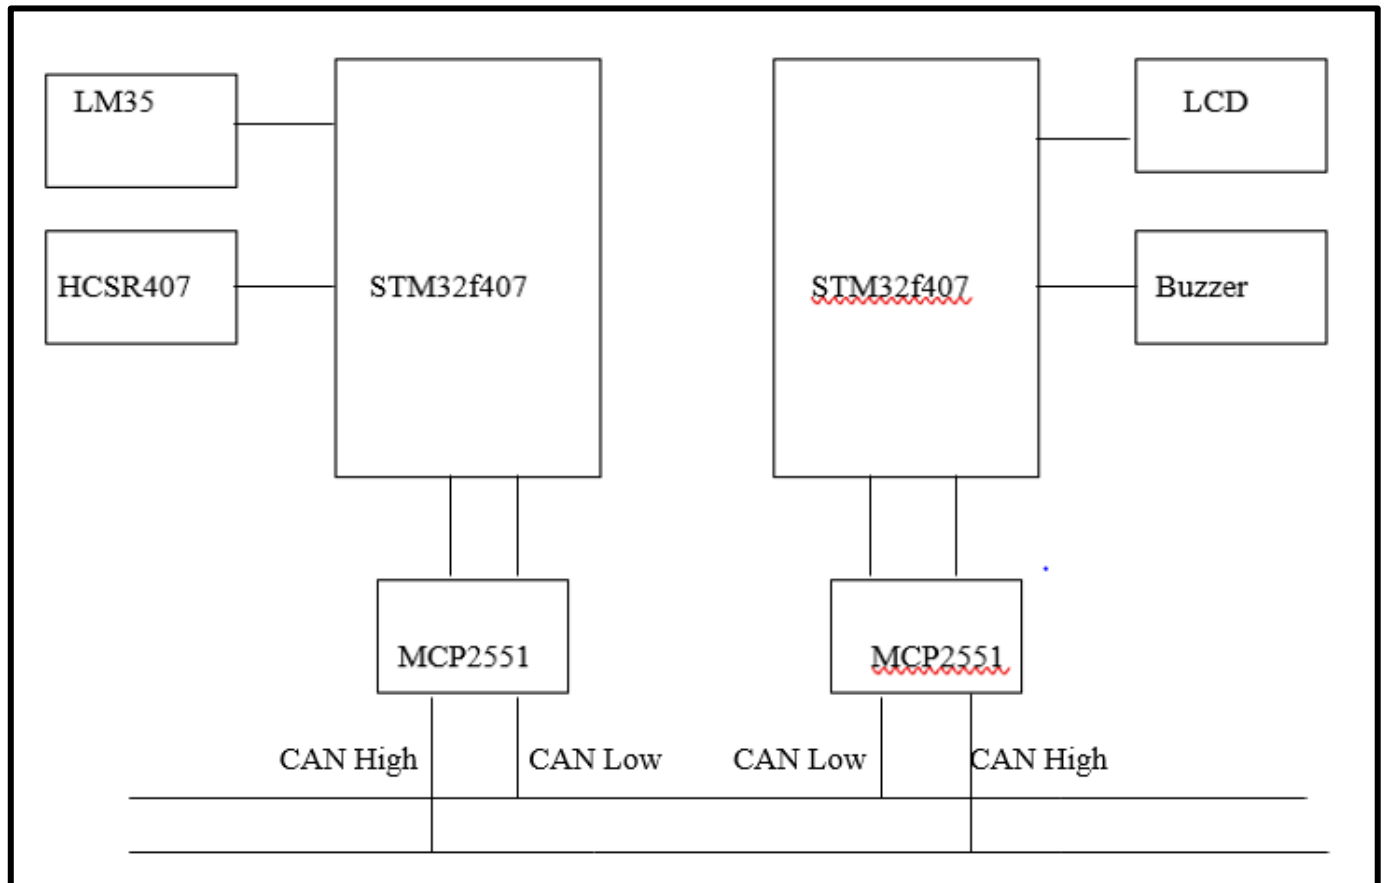 LM35
LCD
HCSR407
STM32f407
STM32f407
Buzzer
MCP2551
MCP2551
CAN High
CAN Low
CAN Low
CAN High